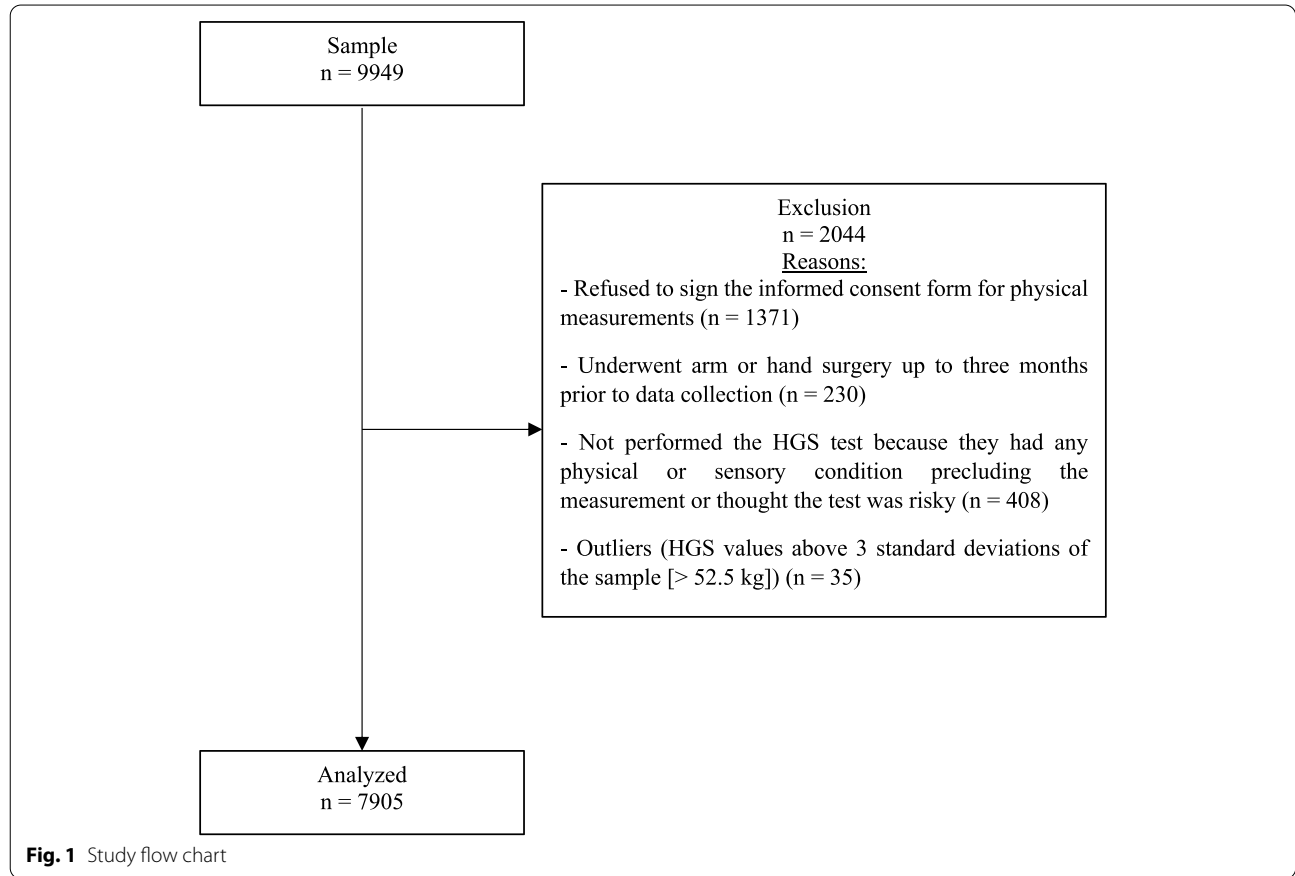 Sample
n = 9949
Exclusion
n = 2044
Reasons:
- Refused to sign the informed consent form for physical
measurements (n = 1371)
- Underwent arm or hand surgery up to three months
prior to data collection (n = 230)
- Not performed the HGS test because they had any
physical or sensory condition precluding the
measurement or thought the test was risky (n = 408)
- Outliers (HGS values above 3 standard deviations of
the sample [> 52.5 kg]) (n = 35)
Analyzed
n = 7905
Fig. 1 Study flow chart